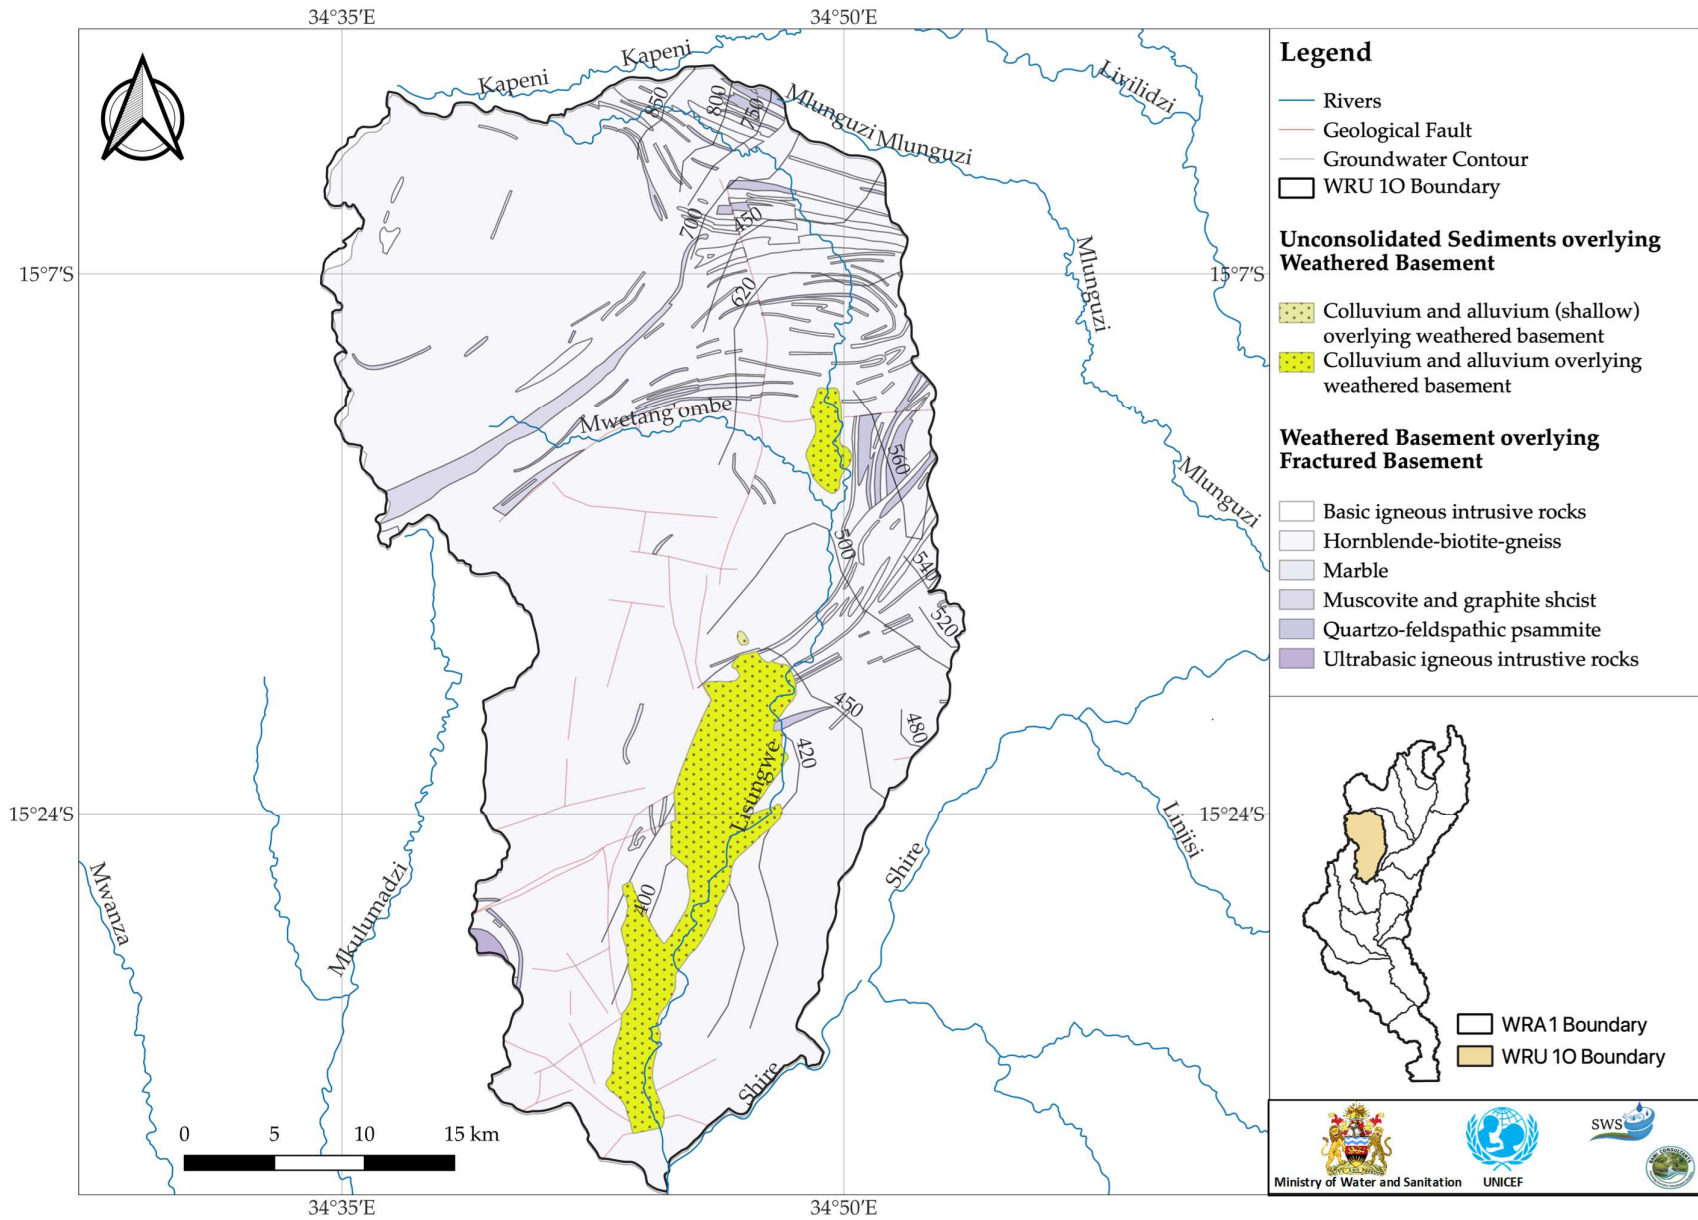 34°35'E
34°50'E
Kapeni
Kapeni
Livilidzi
Mlunguzi
Mlunguzi
850
800
750
700
450
620
15°7'S
15°7'S
Mlunguzi
Mwetang'ombe
560
Mlunguzi
500
540
520
450
480
420
Lisungwe
15°24'S
15°24'S
Linjisi
Shire
400
Mwanza
Mkulumadzi
Shire
0 5 10 15 km
34°35'E
34°50'E
Legend
Rivers
Geological Fault
Groundwater Contour
WRU 1O Boundary
Unconsolidated Sediments overlying
Weathered Basement
Colluvium and alluvium (shallow)
overlying weathered basement
Colluvium and alluvium overlying
weathered basement
Weathered Basement overlying
Fractured Basement
Basic igneous intrusive rocks
Hornblende-biotite-gneiss
Marble
Muscovite and graphite shcist
Quartzo-feldspathic psammite
Ultrabasic igneous intrustive rocks
WRA 1 Boundary
WRU 1O Boundary
SWS
Ministry of Water and Sanitation
UNICEF